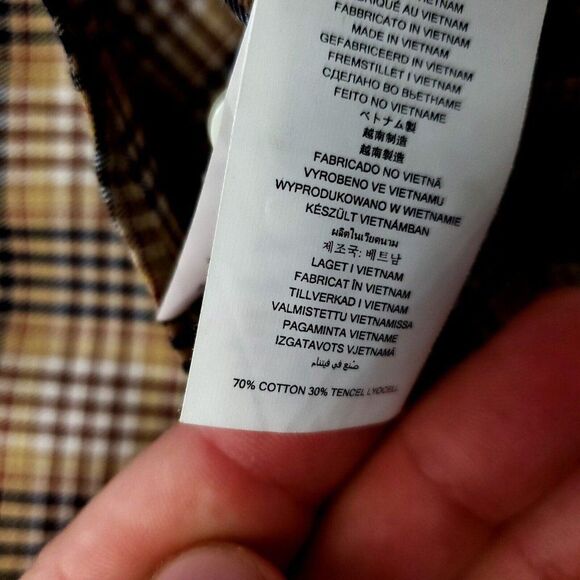 FABRIQUÉ AU VIETNAM
FABBRICATO IN VIETNAM
MADE IN VIETNAM
GEFABRICEERD IN VIETNAM
FREMSTILLET I VIETNAM
СДЕЛАНО ВО ВЬЕТНАМЕ
FEITO NO VIETNAME
ベトナム製
越南制造
越南製造
FABRICADO NO VIETNÃ
VYROBENO VE VIETNAMU
WYPRODUKOWANO W WIETNAMIE
KÉSZÜLT VIETNÁMBAN
ผลิตในเวียดนาม
제조국: 베트남
LAGET I VIETNAM
FABRICAT ÎN VIETNAM
TILLVERKAD I VIETNAM
VALMISTETTU VIETNAMISSA
PAGAMINTA VIETNAME
IZGATAVOTS VJETNAMĀ
صنع في فيتنام
70% COTTON 30% TENCEL LYOCELL